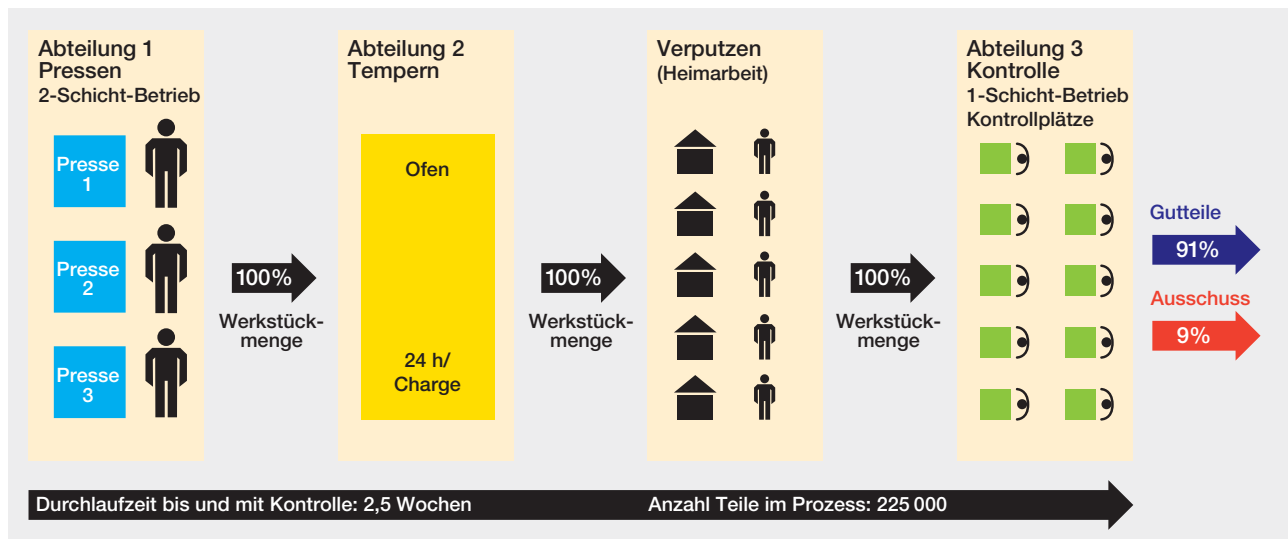 Abteilung 1
Pressen
2-Schicht-Betrieb
Presse
1
Presse
2
Presse
3
100%
Werkstück-
menge
Abteilung 2
Tempern
Ofen
24 h/
Charge
100%
Werkstück-
menge
Verputzen
(Heimarbeit)
100%
Werkstück-
menge
Abteilung 3
Kontrolle
1-Schicht-Betrieb
Kontrollplätze
Gutteile
91%
Ausschuss
9%
Durchlaufzeit bis und mit Kontrolle: 2,5 Wochen
Anzahl Teile im Prozess: 225 000